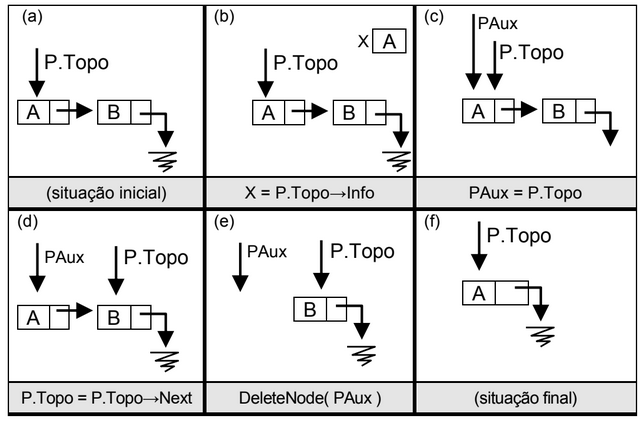 (a)
P.Topo
A B
(situação inicial)
(b)
X A
P.Topo
A B
X = P.Topo→Info
(c)
PAux
P.Topo
A B
PAux = P.Topo
(d)
PAux P.Topo
A B
P.Topo = P.Topo→Next
(e)
PAux P.Topo
B
DeleteNode( PAux )
(f)
P.Topo
A
(situação final)